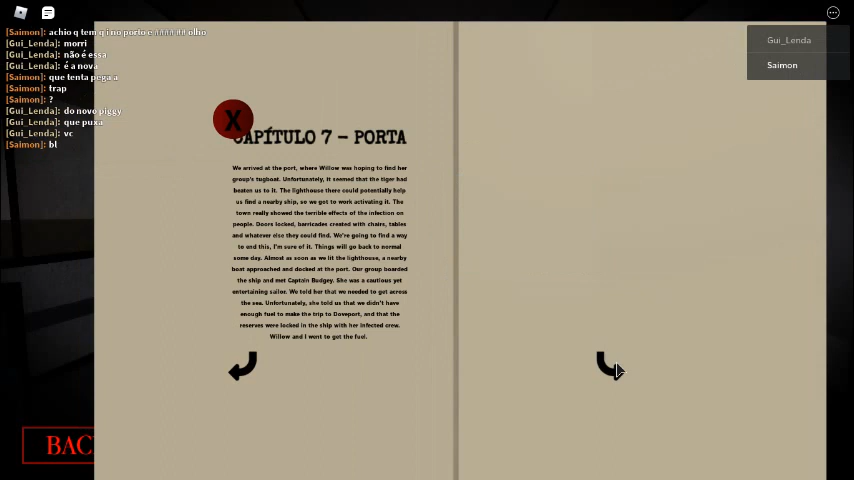 [Saimon]: achio q tem q i no porto e #### ## olho
[Gui_Lenda]: morri
[Gui_Lenda]: não é essa
[Gui_Lenda]: é a nova
[Saimon]: que tenta pega a
[Saimon]: trap
[Saimon]: ?
[Gui_Lenda]: do novo piggy
[Gui_Lenda]: que puxa
[Gui_Lenda]: vc
[Saimon]: bl
Gui_Lenda
Saimon
X
CAPÍTULO 7 - PORTA
We arrived at the port, where Willow was hoping to find her
group's tugboat. Unfortunately, it seemed that the tiger had
beaten us to it. The lighthouse there could potentially help
us find a nearby ship, so we got to work activating it. The
town really showed the terrible effects of the infection on
people. Doors locked, barricades created with chairs, tables
and whatever else they could find. We're going to find a way
to end this, I'm sure of it. Things will go back to normal
some day. Almost as soon as we lit the lighthouse, a nearby
boat approached and docked at the port. Our group boarded
the ship and met Captain Budgey. She was a cautious yet
entertaining sailor. We told her that we needed to get across
the sea. Unfortunately, she told us that we didn't have
enough fuel to make the trip to Doveport, and that the
reserves were locked in the ship with her infected crew.
Willow and I went to get the fuel.
BAC